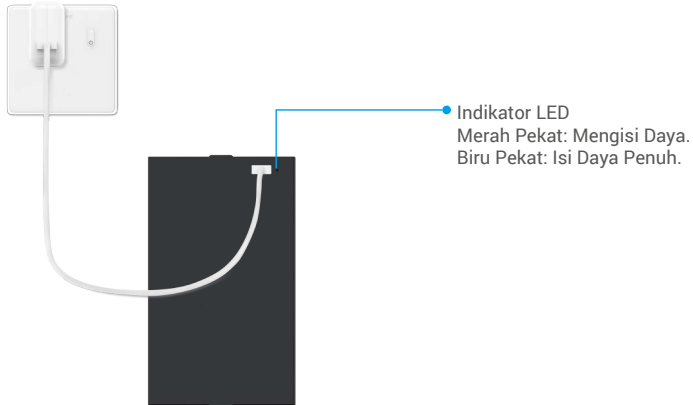 Indikator LED
Merah Pekat: Mengisi Daya.
Biru Pekat: Isi Daya Penuh.